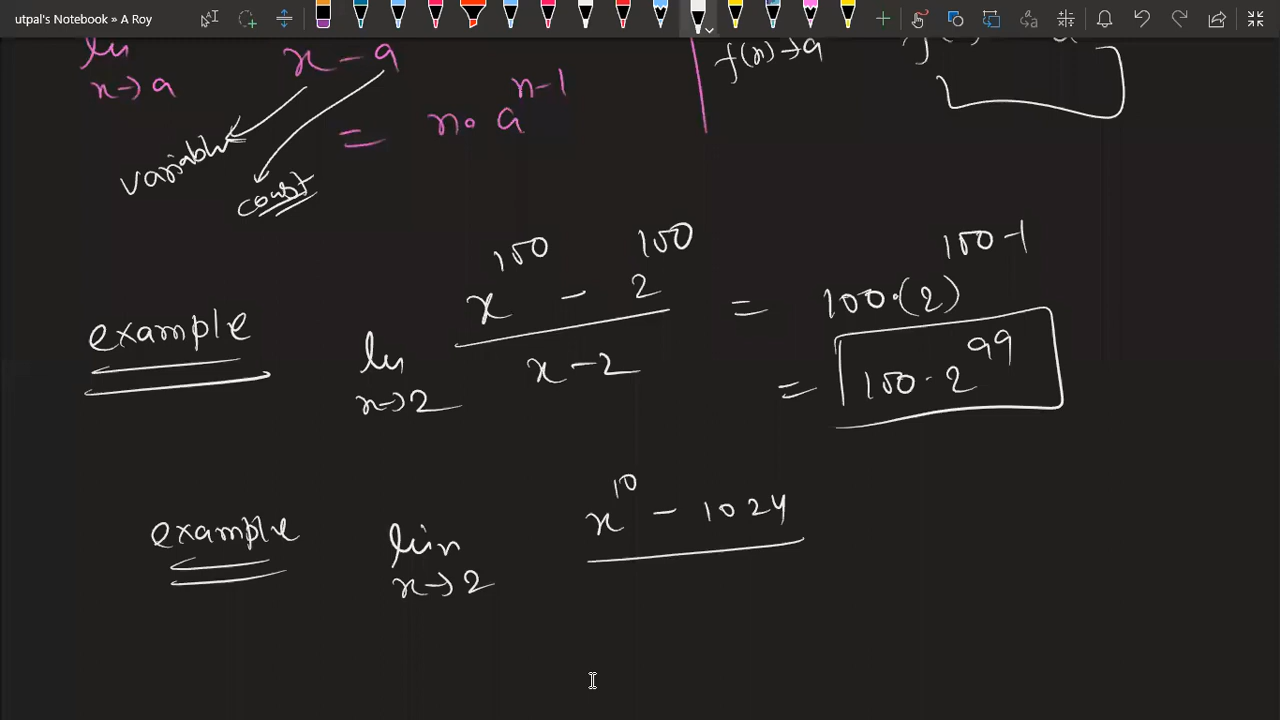 utpal's Notebook » A Roy
lim x→a x - a
f(x)→a
= n. a^{n-1}
variable
const
example lim x→2 (x^{100} - 2^{100}) / (x-2) = 100.(2)^{100-1}
= 100.2^{99}
example lim x→2 x^{10} - 1024